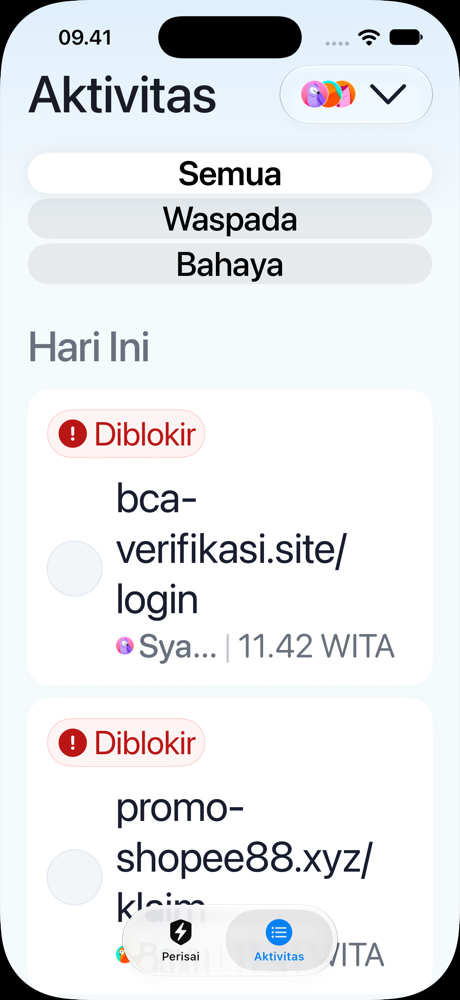 09.41
Aktivitas
Semua
Waspada
Bahaya
Hari Ini
Diblokir
bca-
verifikasi.site/
login
Sya... | 11.42 WITA
Diblokir
promo-
shopee88.xyz/
klaim
WITA
Perisai
Aktivitas